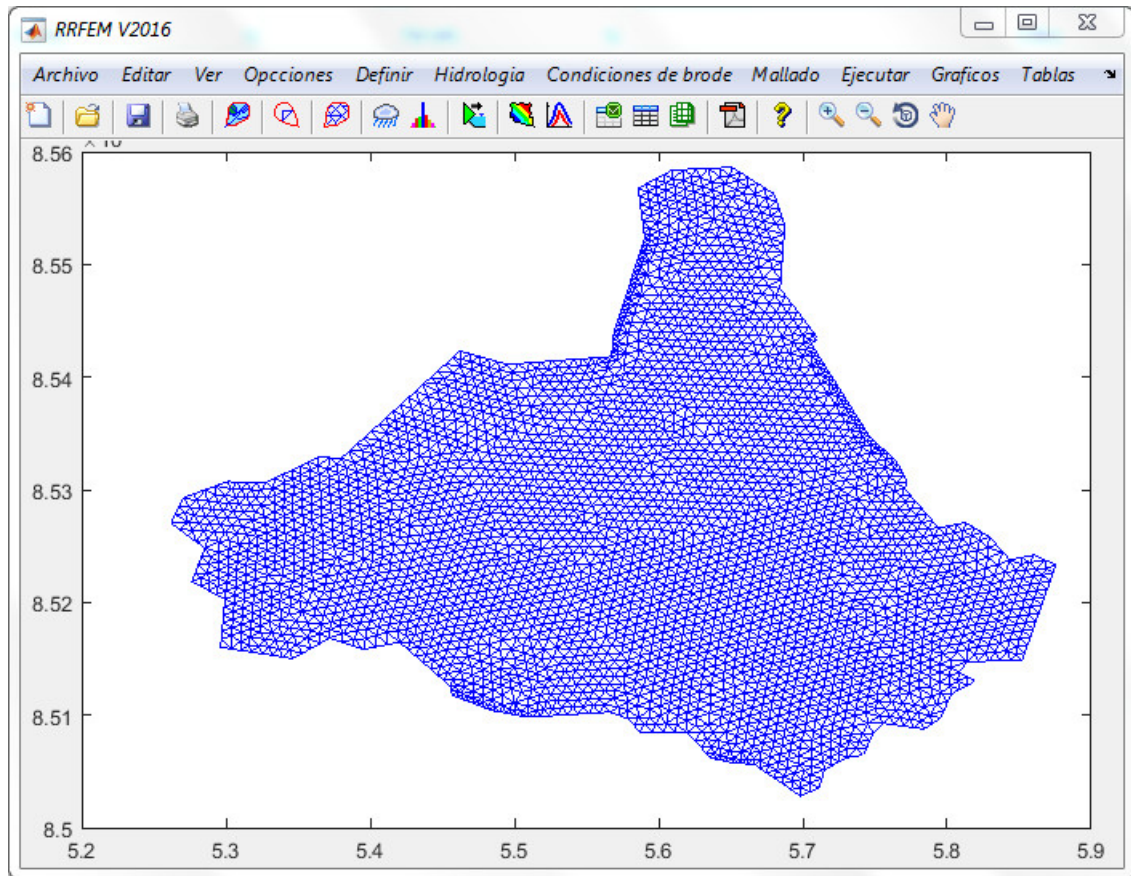 RRFEM V2016
Archivo Editar Ver Opcciones Definir Hidrologia Condiciones de brode Mallado Ejecutar Graficos Tablas
8.56
8.55
8.54
8.53
8.52
8.51
8.5
5.2 5.3 5.4 5.5 5.6 5.7 5.8 5.9